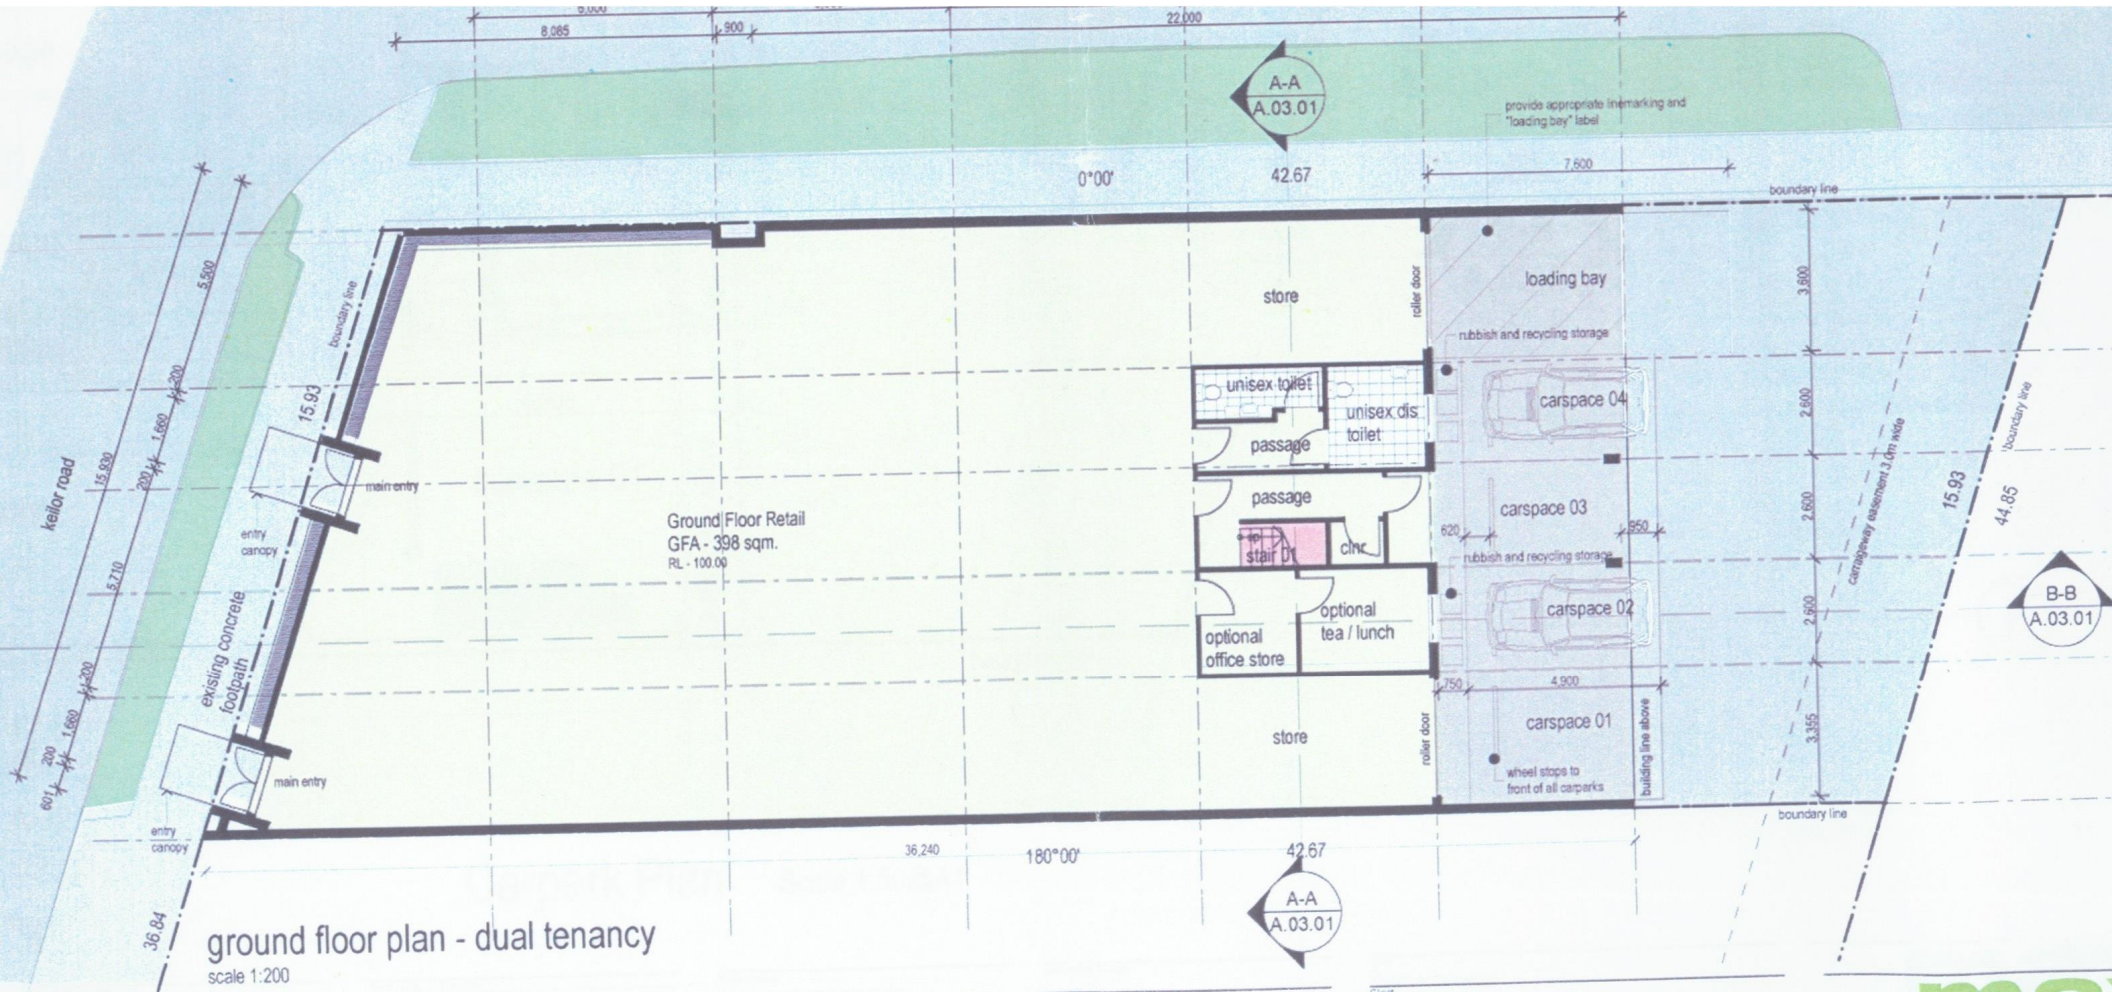 22,000
8,085
900
A-A
A.03.01
provide appropriate linemarking and
"loading bay" label
7,600
0°00'
42.67
boundary line
5,500
boundary line
store
roller door
loading bay
3,600
rubbish and recycling storage
200
1,660
200
15.93
15,930
keilor road
main entry
unisex toilet
unisex dis
toilet
passage
carspace 04
2,600
carrageway easement 3.0m wide
boundary line
15.93
44.85
passage
Ground Floor Retail
GFA - 398 sqm.
RL - 100.00
stair 01
up
clnr
carspace 03
2,600
620
950
rubbish and recycling storage
entry
canopy
5,710
existing concrete
footpath
optional
tea / lunch
optional
office store
carspace 02
2,600
B-B
A.03.01
750
4,900
200
1,660
200
601
main entry
store
roller door
carspace 01
building line above
3,355
wheel stops to
front of all carparks
boundary line
entry
canopy
36,240
180°00'
42.67
A-A
A.03.01
36.84
ground floor plan - dual tenancy
scale 1:200